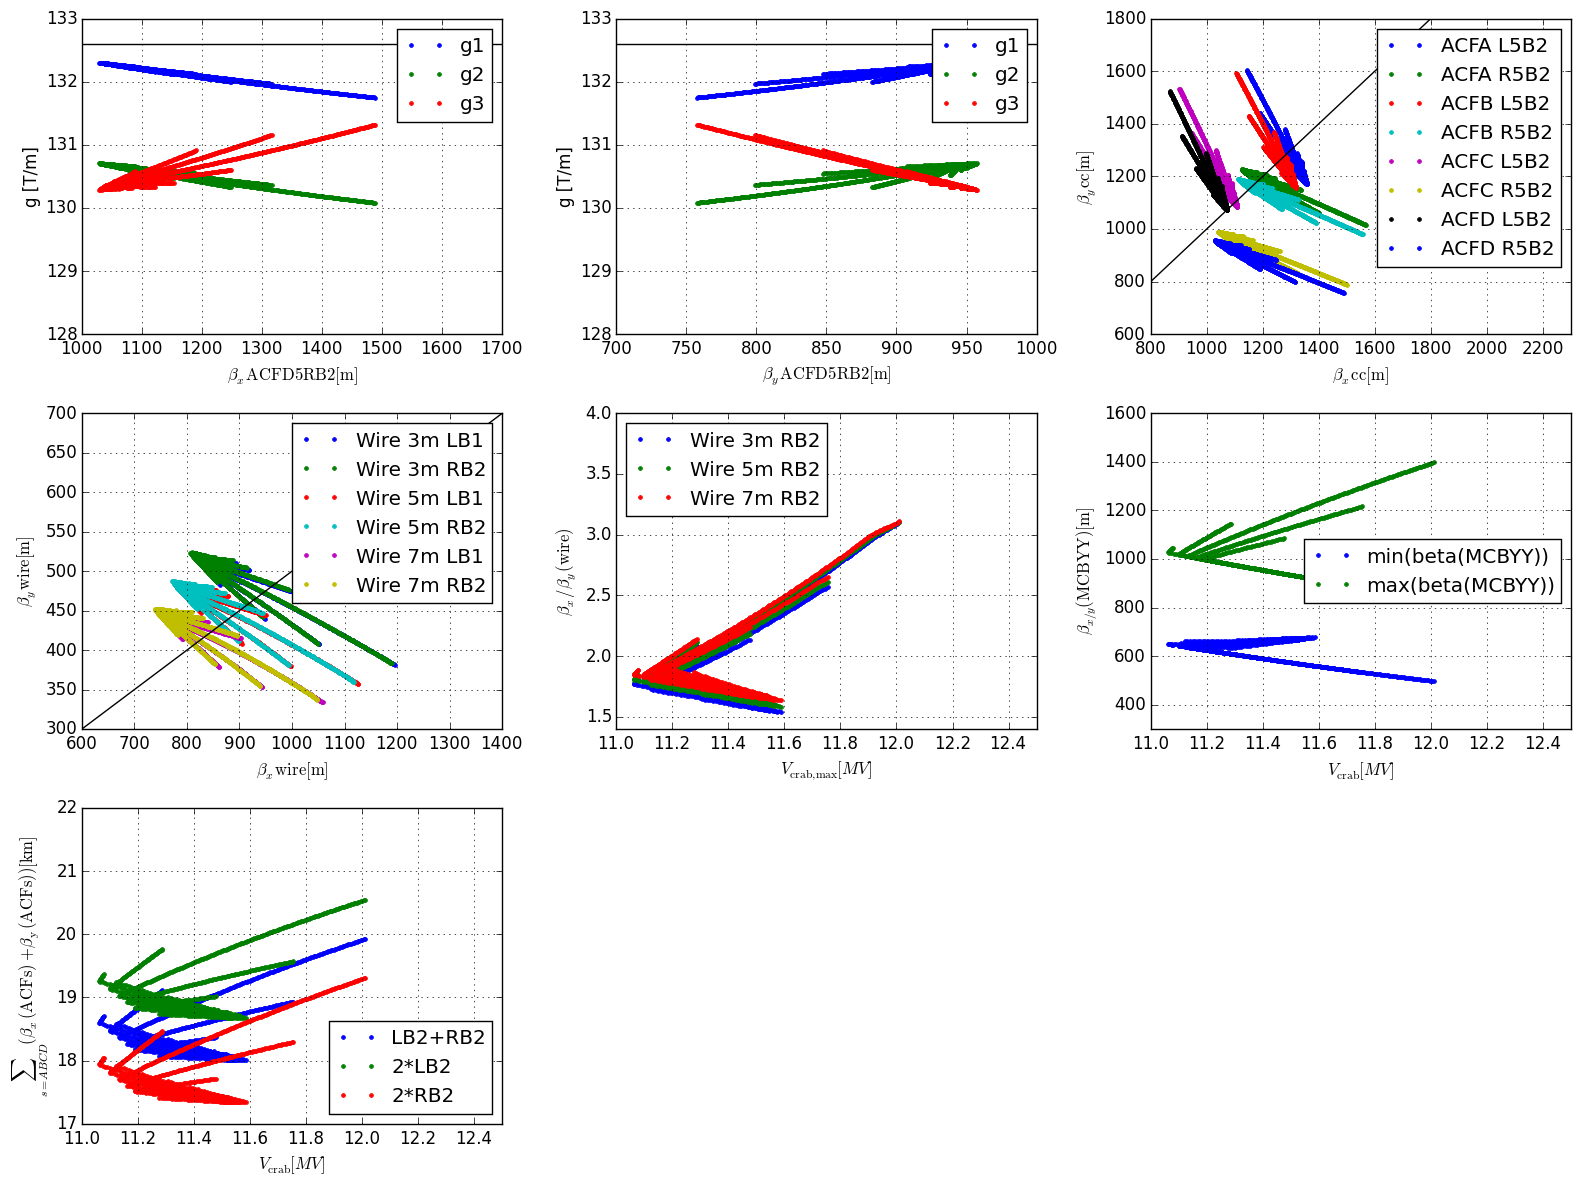 133
132
131
130
129
128
g [T/m]
1000 1100 1200 1300 1400 1500 1600 1700
β_x ACFD5RB2[m]
g1
g2
g3
133
132
131
130
129
128
g [T/m]
700 750 800 850 900 950 1000
β_y ACFD5RB2[m]
g1
g2
g3
1800
1600
1400
1200
1000
800
600
β_y cc[m]
800 1000 1200 1400 1600 1800 2000 2200
β_x cc[m]
ACFA L5B2
ACFA R5B2
ACFB L5B2
ACFB R5B2
ACFC L5B2
ACFC R5B2
ACFD L5B2
ACFD R5B2
700
650
600
550
500
450
400
350
300
β_y wire[m]
600 700 800 900 1000 1100 1200 1300 1400
β_x wire[m]
Wire 3m LB1
Wire 3m RB2
Wire 5m LB1
Wire 5m RB2
Wire 7m LB1
Wire 7m RB2
4.0
3.5
3.0
2.5
2.0
1.5
β_x/β_y(wire)
11.0 11.2 11.4 11.6 11.8 12.0 12.2 12.4
V_crab,max[MV]
Wire 3m RB2
Wire 5m RB2
Wire 7m RB2
1600
1400
1200
1000
800
600
400
β_x/y(MCBYY)[m]
11.0 11.2 11.4 11.6 11.8 12.0 12.2 12.4
V_crab[MV]
min(beta(MCBYY))
max(beta(MCBYY))
22
21
20
19
18
17
∑_s=ABCD (β_x(ACFs)+β_y(ACFs))[km]
11.0 11.2 11.4 11.6 11.8 12.0 12.2 12.4
V_crab[MV]
LB2+RB2
2*LB2
2*RB2